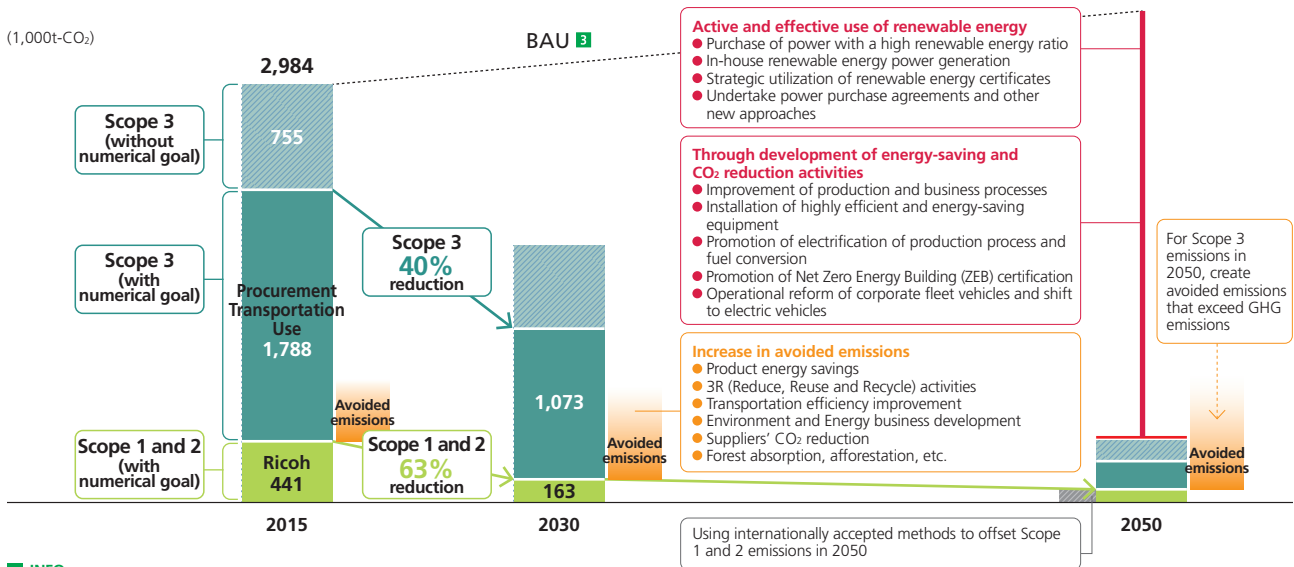 (1,000t-CO₂)
2,984
BAU 3
Scope 3
(without
numerical goal)
755
Scope 3
(with
numerical goal)
Procurement
Transportation
Use
1,788
Scope 1 and 2
(with
numerical goal)
Ricoh
441
Avoided
emissions
2015
Scope 3
40%
reduction
Scope 1 and 2
63%
reduction
1,073
163
Avoided
emissions
2030
Active and effective use of renewable energy
● Purchase of power with a high renewable energy ratio
● In-house renewable energy power generation
● Strategic utilization of renewable energy certificates
● Undertake power purchase agreements and other
new approaches
Through development of energy-saving and
CO₂ reduction activities
● Improvement of production and business processes
● Installation of highly efficient and energy-saving
equipment
● Promotion of electrification of production process and
fuel conversion
● Promotion of Net Zero Energy Building (ZEB) certification
● Operational reform of corporate fleet vehicles and shift
to electric vehicles
Increase in avoided emissions
● Product energy savings
● 3R (Reduce, Reuse and Recycle) activities
● Transportation efficiency improvement
● Environment and Energy business development
● Suppliers' CO₂ reduction
● Forest absorption, afforestation, etc.
Using internationally accepted methods to offset Scope
1 and 2 emissions in 2050
For Scope 3
emissions in
2050, create
avoided emissions
that exceed GHG
emissions
Avoided
emissions
2050
INFO